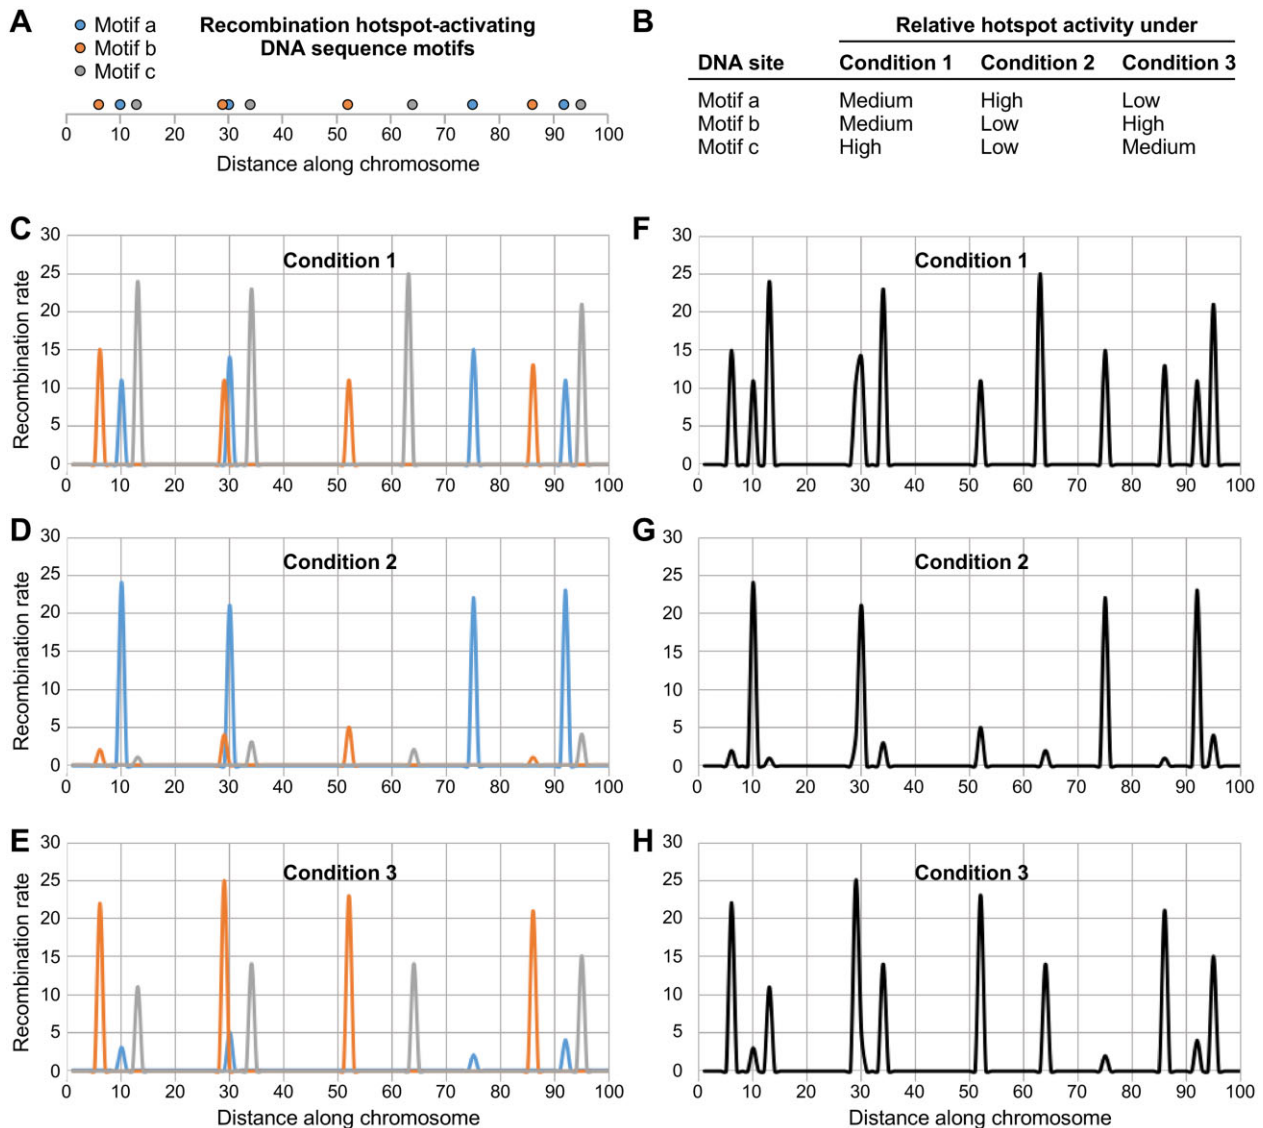 A
Motif a
Motif b
Motif c
Recombination hotspot-activating
DNA sequence motifs
0 10 20 30 40 50 60 70 80 90 100
Distance along chromosome
B
Relative hotspot activity under
DNA site Condition 1 Condition 2 Condition 3
Motif a Medium High Low
Motif b Medium Low High
Motif c High Low Medium
C
Condition 1
Recombination rate
30
25
20
15
10
5
0
0 10 20 30 40 50 60 70 80 90 100
F
Condition 1
30
25
20
15
10
5
0
0 10 20 30 40 50 60 70 80 90 100
D
Condition 2
Recombination rate
30
25
20
15
10
5
0
0 10 20 30 40 50 60 70 80 90 100
G
Condition 2
30
25
20
15
10
5
0
0 10 20 30 40 50 60 70 80 90 100
E
Condition 3
Recombination rate
30
25
20
15
10
5
0
0 10 20 30 40 50 60 70 80 90 100
Distance along chromosome
H
Condition 3
30
25
20
15
10
5
0
0 10 20 30 40 50 60 70 80 90 100
Distance along chromosome